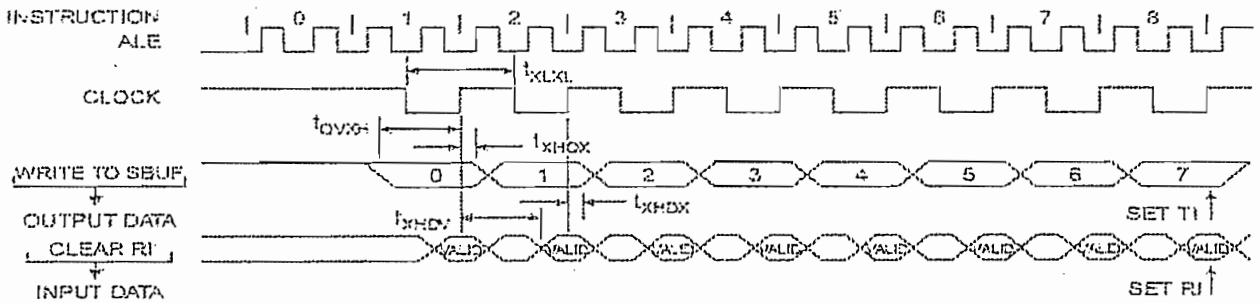 INSTRUCTION | 0 | 1 | 2 | 3 | 4 | 5 | 6 | 7 | 8 |
ALE
tXLXL
CLOCK
tQVXH
tXHQX
WRITE TO SBUF
0 1 2 3 4 5 6 7
OUTPUT DATA
tXHDV
tXHDX
SET TI
CLEAR RI
VALID VALID VALID VALID VALID VALID VALID VALID
INPUT DATA
SET RI